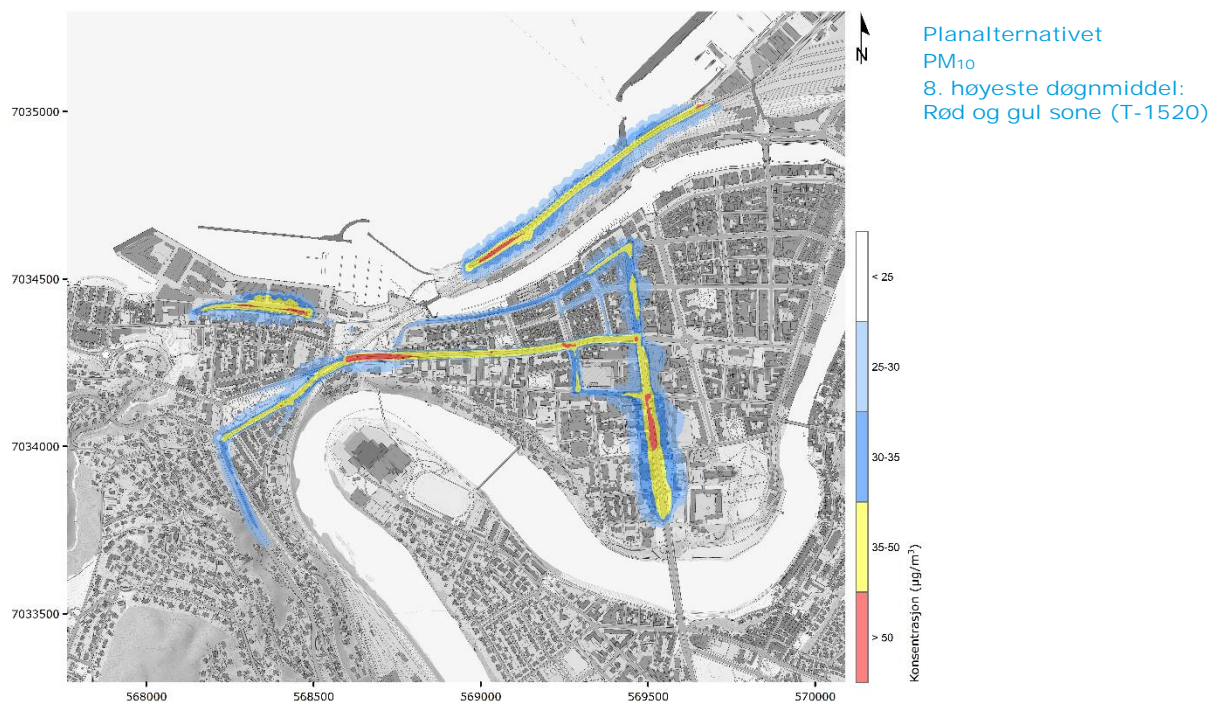 Planalternativet
PM₁₀
8. høyeste døgnmiddel:
Rød og gul sone (T-1520)
N
7035000
7034500
7034000
7033500
568000
568500
569000
569500
570000
< 25
25-30
30-35
35-50
> 50
Konsentrasjon (μg/m³)